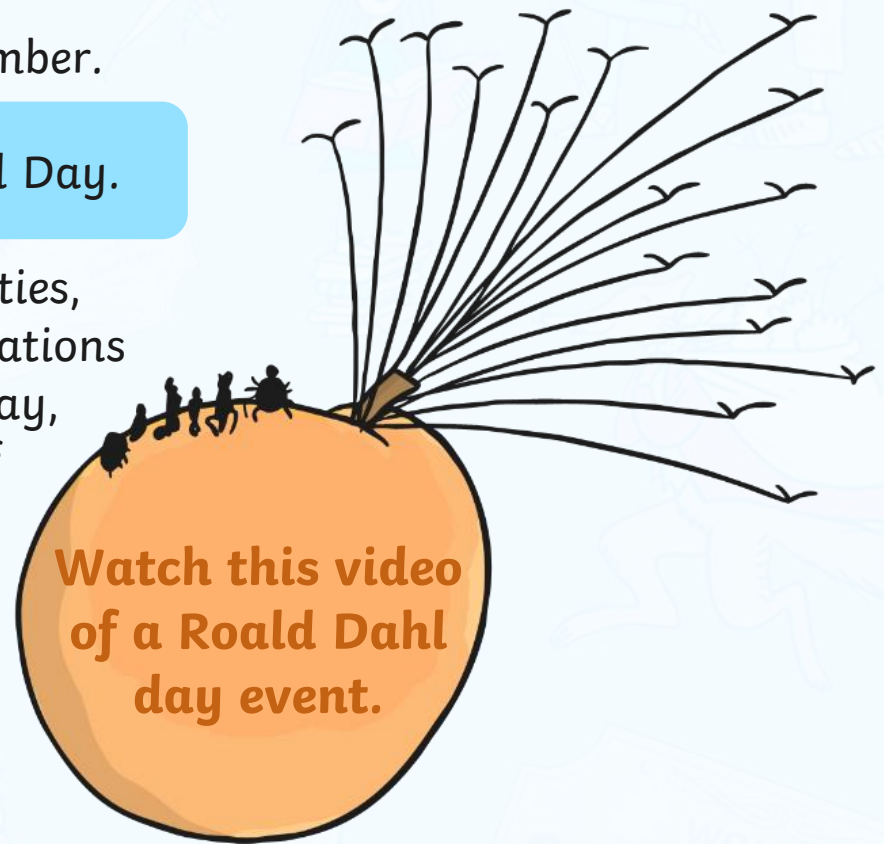 mber.
l Day.
ties,
ations
ay,
Watch this video
of a Roald Dahl
day event.